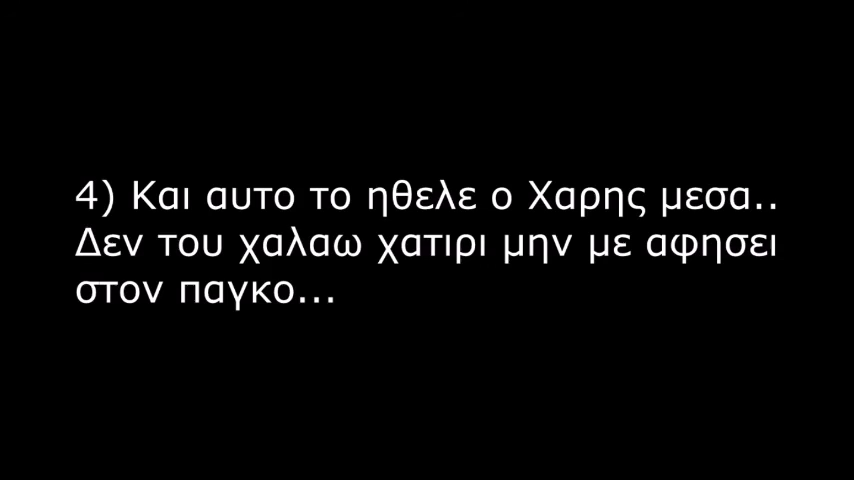 4) Και αυτο το ηθελε ο Χαρης μεσα..
Δεν του χαλαω χατιρι μην με αφησει
στον παγκο...